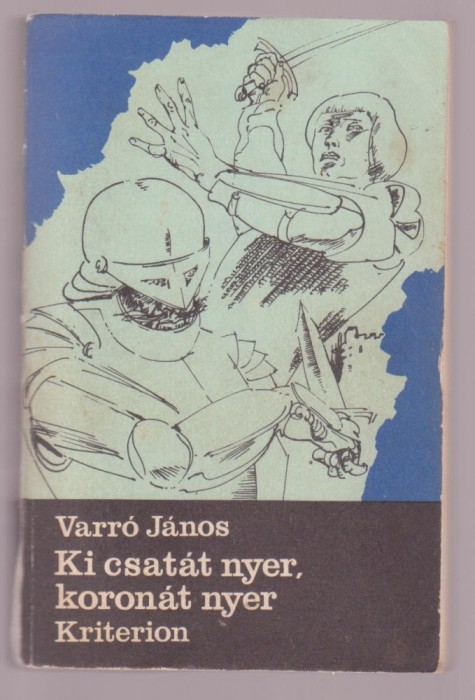 Varró János
Ki csatát nyer,
koronát nyer
Kriterion